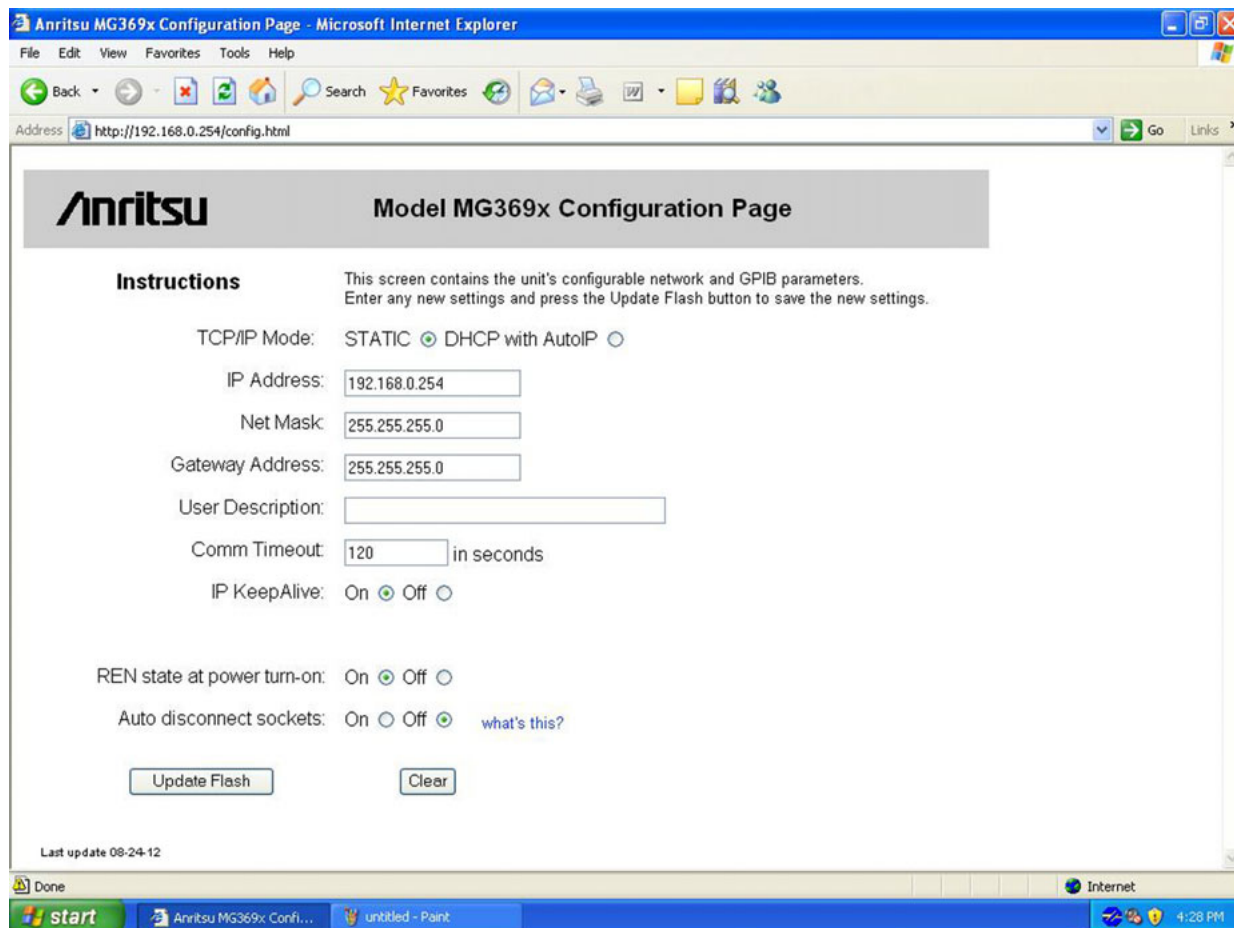 Anritsu MG369x Configuration Page - Microsoft Internet Explorer
File Edit View Favorites Tools Help
Back Search Favorites
Address http://192.168.0.254/config.html Go Links »
Anritsu Model MG369x Configuration Page
Instructions This screen contains the unit's configurable network and GPIB parameters.
Enter any new settings and press the Update Flash button to save the new settings.
TCP/IP Mode: STATIC DHCP with AutoIP
IP Address: 192.168.0.254
Net Mask: 255.255.255.0
Gateway Address: 255.255.255.0
User Description:
Comm Timeout: 120 in seconds
IP KeepAlive: On Off
REN state at power turn-on: On Off
Auto disconnect sockets: On Off what's this?
Update Flash Clear
Last update 08-24-12
Done Internet
start Anritsu MG369x Confi... untitled - Paint 4:28 PM